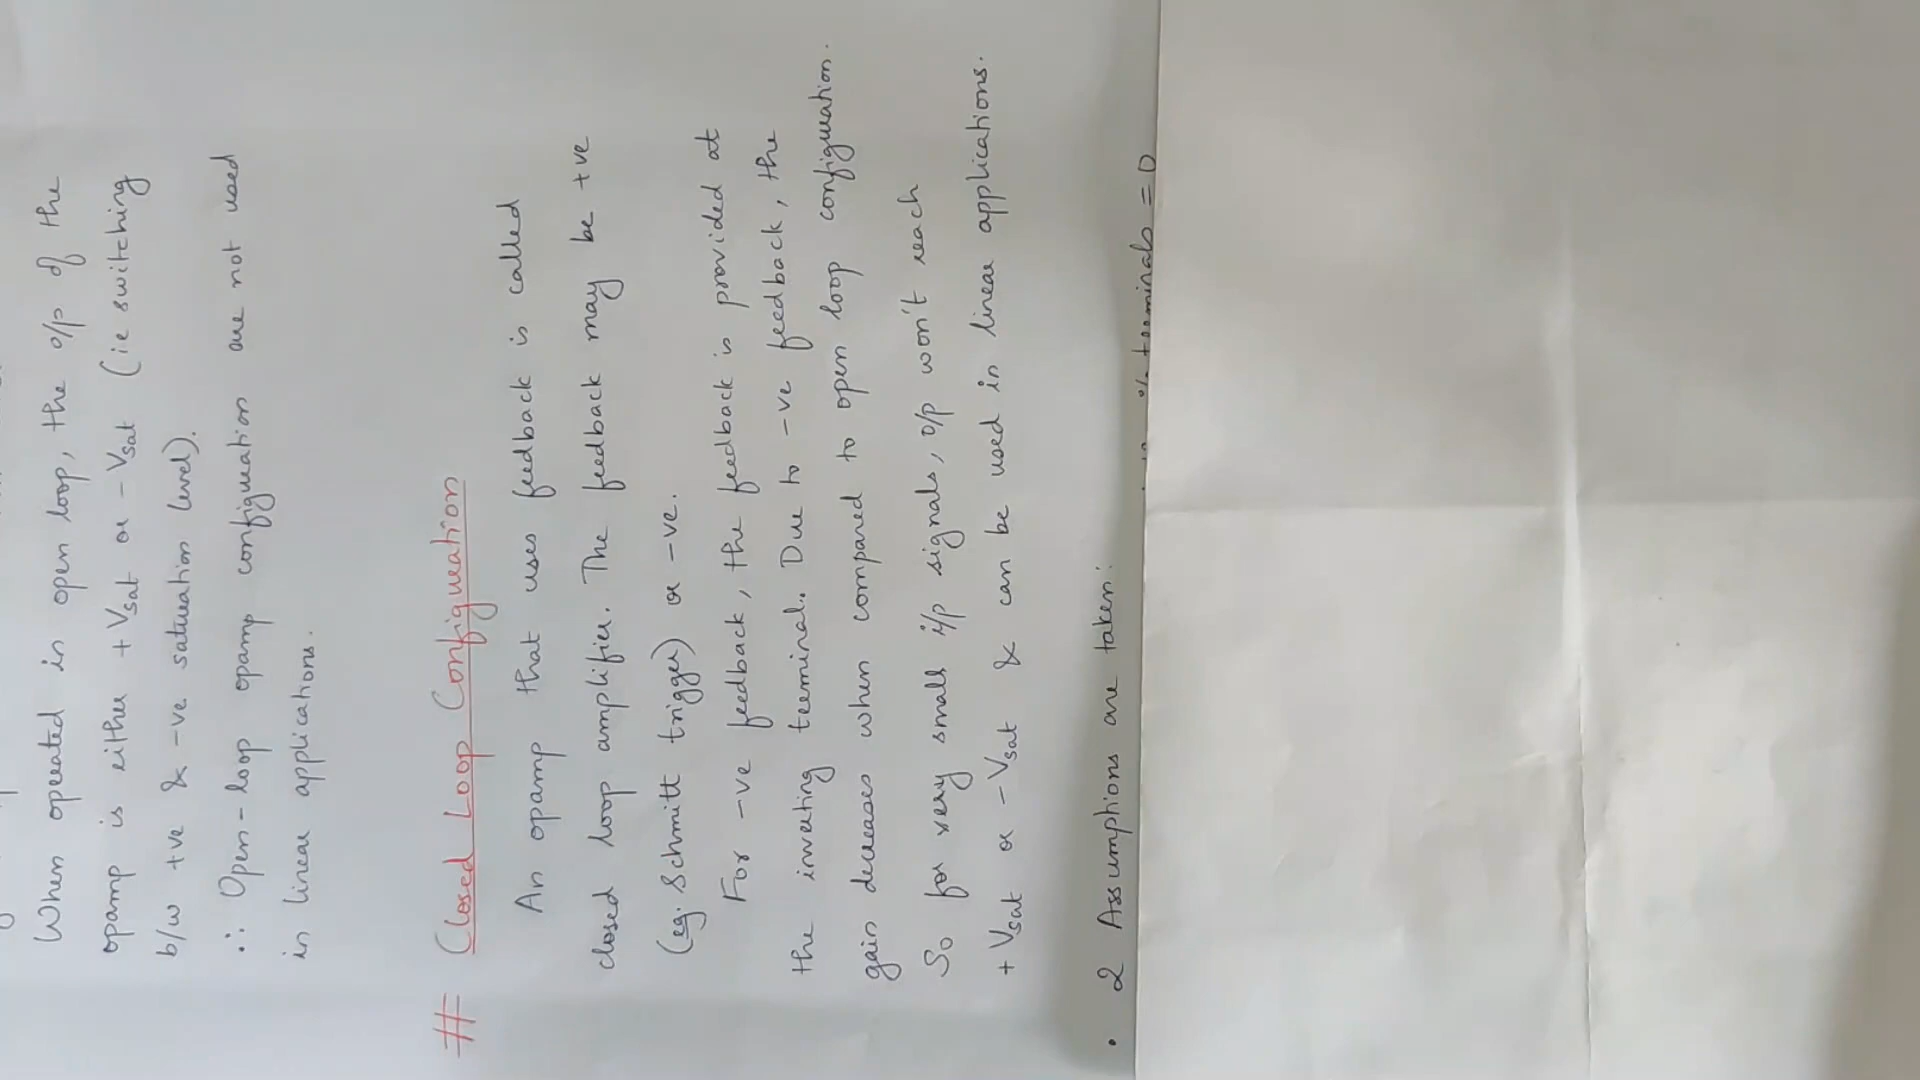 When operated in open loop, the o/p of the
opamp is either + Vsat or - Vsat (ie switching
b/w +ve & -ve saturation level).
∴ Open-loop opamp configuration are not used
in linear applications.
# Closed Loop Configuration
An opamp that uses feedback is called
closed loop amplifier. The feedback may be +ve
(eg. Schmitt trigger) or -ve.
For -ve feedback, the feedback is provided at
the inverting terminal. Due to -ve feedback, the
gain decreases when compared to open loop configuration.
So for very small i/p signals, o/p won't reach
+ Vsat or - Vsat & can be used in linear applications.
• 2 Assumptions are taken:
terminals = 0